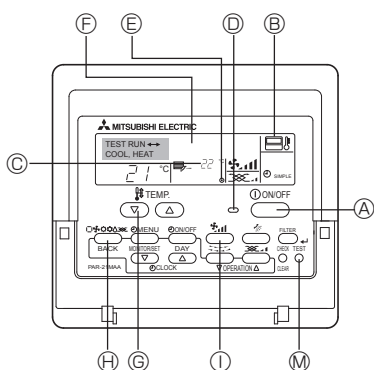 F
E
D
B
MITSUBISHI ELECTRIC
TEST RUN
COOL, HEAT
C
21 °C
22 °C
SIMPLE
TEMP.
ON/OFF
A
MENU
ON/OFF
FILTER
BACK
MONITOR/SET
DAY
CHECK TEST
PAR-21MAA
CLOCK
OPERATION
CLEAR
H
G
I
M